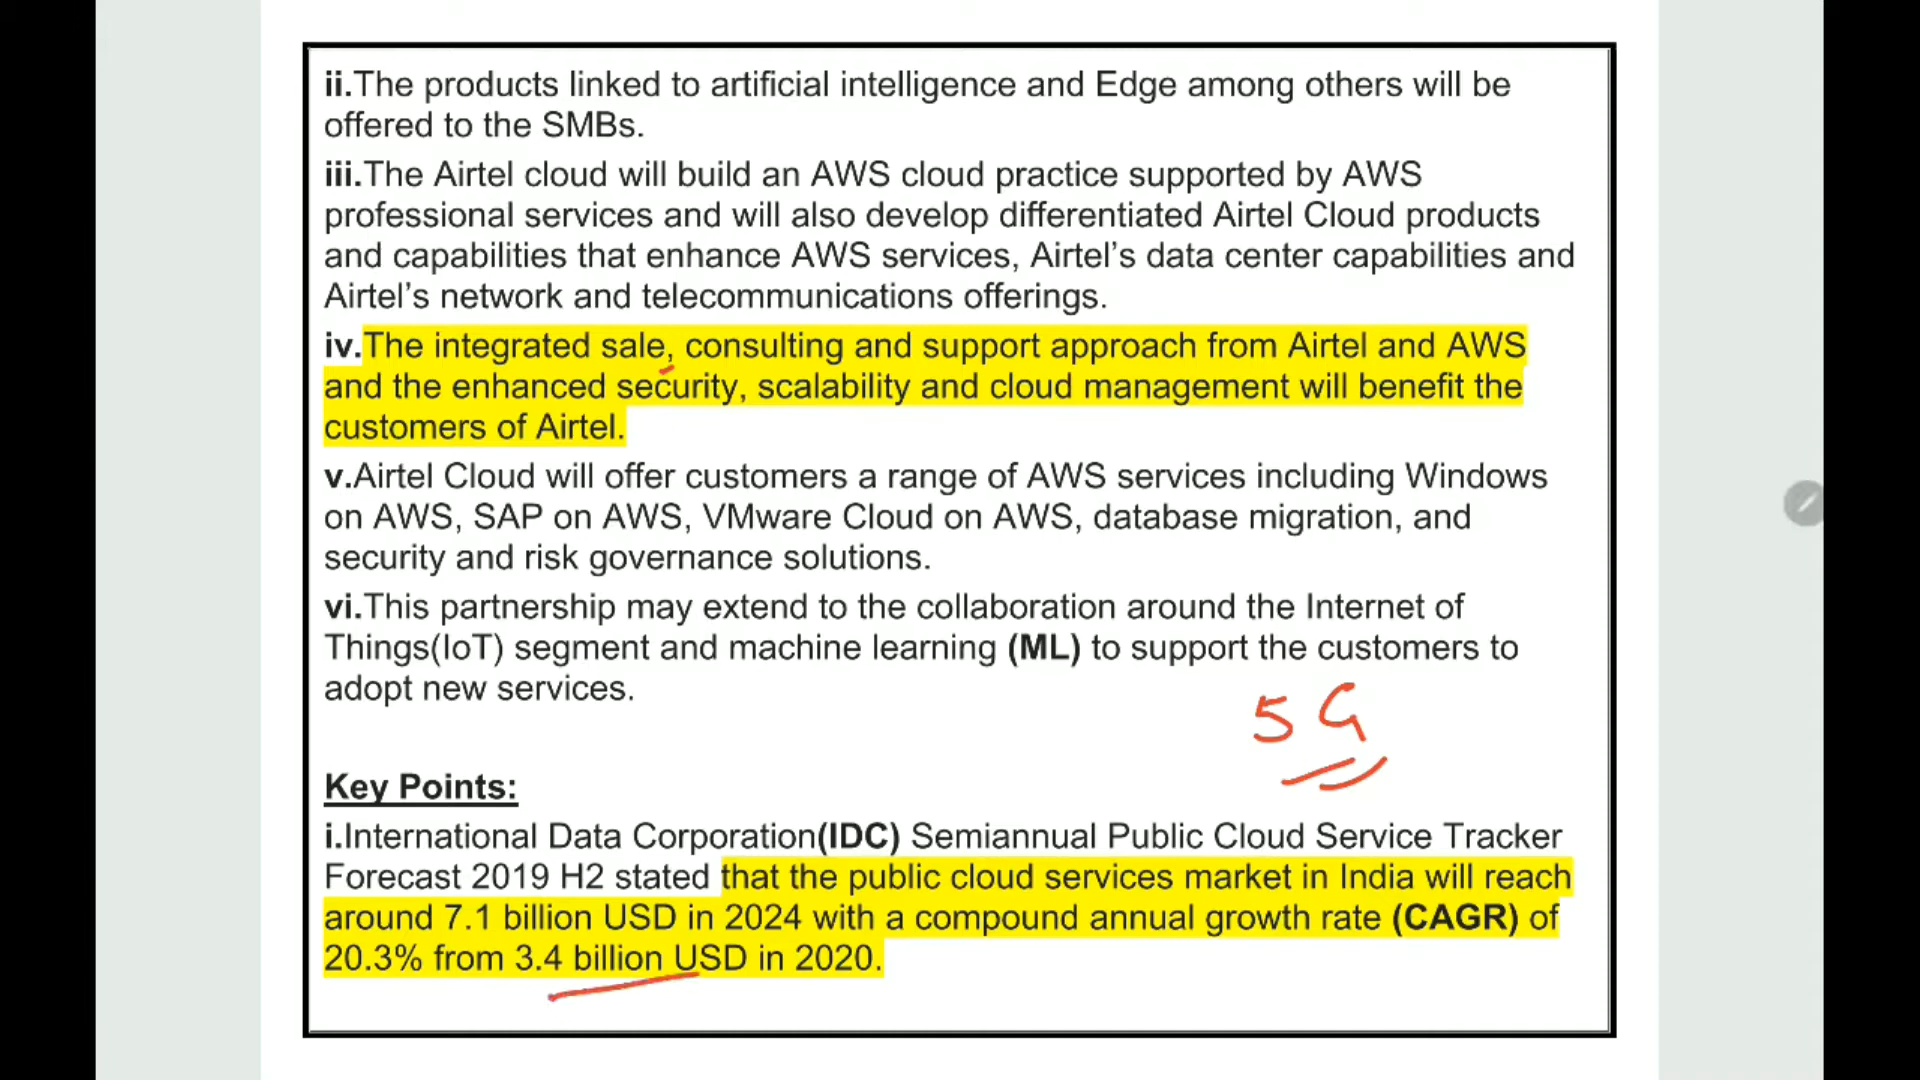 ii.The products linked to artificial intelligence and Edge among others will be
offered to the SMBs.
iii.The Airtel cloud will build an AWS cloud practice supported by AWS
professional services and will also develop differentiated Airtel Cloud products
and capabilities that enhance AWS services, Airtel’s data center capabilities and
Airtel’s network and telecommunications offerings.
iv.The integrated sale, consulting and support approach from Airtel and AWS
and the enhanced security, scalability and cloud management will benefit the
customers of Airtel.
v.Airtel Cloud will offer customers a range of AWS services including Windows
on AWS, SAP on AWS, VMware Cloud on AWS, database migration, and
security and risk governance solutions.
vi.This partnership may extend to the collaboration around the Internet of
Things(IoT) segment and machine learning (ML) to support the customers to
adopt new services.
5G
Key Points:
i.International Data Corporation(IDC) Semiannual Public Cloud Service Tracker
Forecast 2019 H2 stated that the public cloud services market in India will reach
around 7.1 billion USD in 2024 with a compound annual growth rate (CAGR) of
20.3% from 3.4 billion USD in 2020.